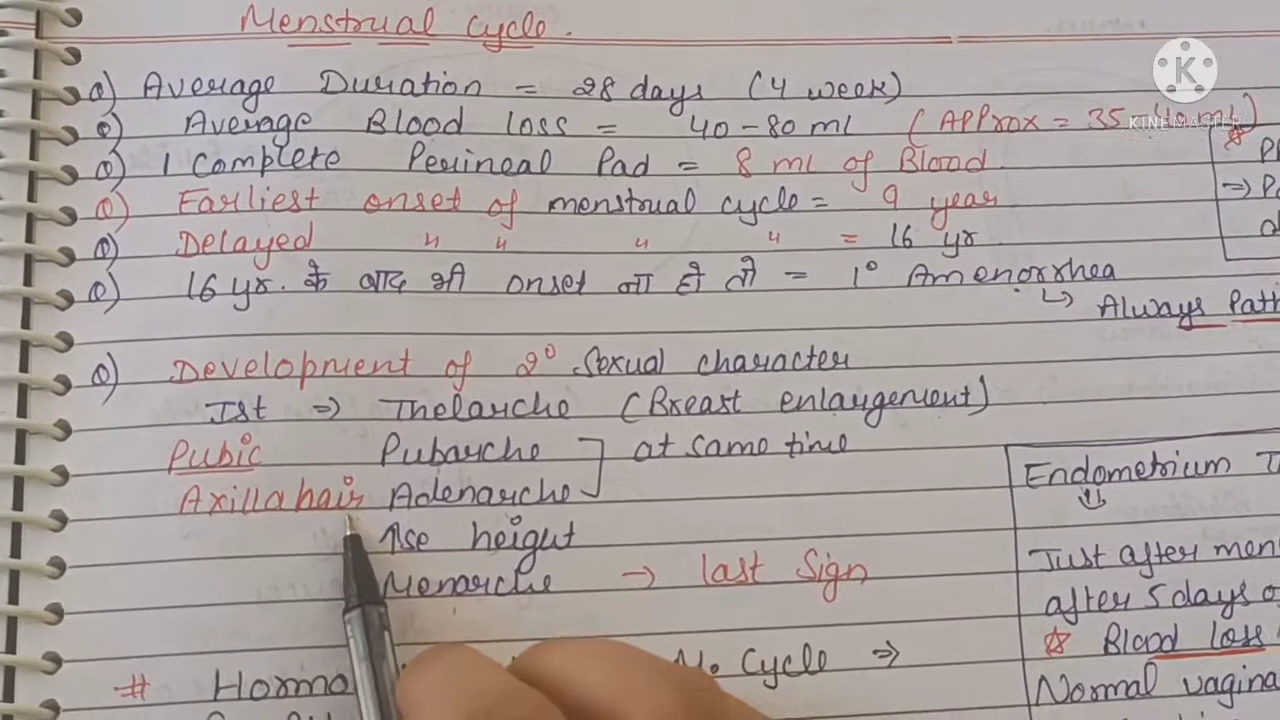 Menstrual Cycle.
o) Average Duration = 28 days (4 week)
o) Average Blood loss = 40-80 ml (Approx = 35
KINEMASTER
o) 1 Complete Perineal Pad = 8 ml of Blood
o) Earliest onset of menstrual cycle = 9 year
o) Delayed " " " " = 16 yr
o) 16 yr. के बाद भी onset ना हो तो = 1° Amenorrhea
↳ Always Path
o) Development of 2° Sexual character
Ist ⇒ Thelarche (Breast enlargement)
Pubic Pubarche ] at same time
Axilla hair Adenarche
↑se height
Menarche → last Sign
# Hormo
Cycle ⇒
Endometrium T
⇓
Just after men
after 5 days o
☆ Blood loss
Normal vagina